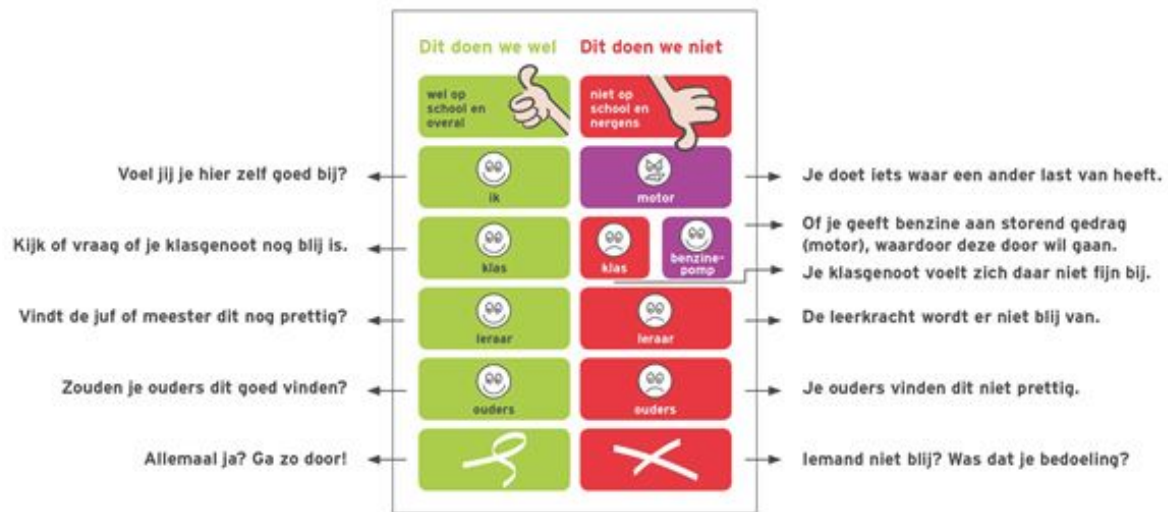 Dit doen we wel
Dit doen we niet
wel op
school en
overal
niet op
school en
nergens
Voel jij je hier zelf goed bij?
ik
motor
Je doet iets waar een ander last van heeft.
Kijk of vraag of je klasgenoot nog blij is.
klas
klas
benzine-
pomp
Of je geeft benzine aan storend gedrag
(motor), waardoor deze door wil gaan.
Je klasgenoot voelt zich daar niet fijn bij.
Vindt de juf of meester dit nog prettig?
leraar
leraar
De leerkracht wordt er niet blij van.
Zouden je ouders dit goed vinden?
ouders
ouders
Je ouders vinden dit niet prettig.
Allemaal ja? Ga zo door!
Iemand niet blij? Was dat je bedoeling?